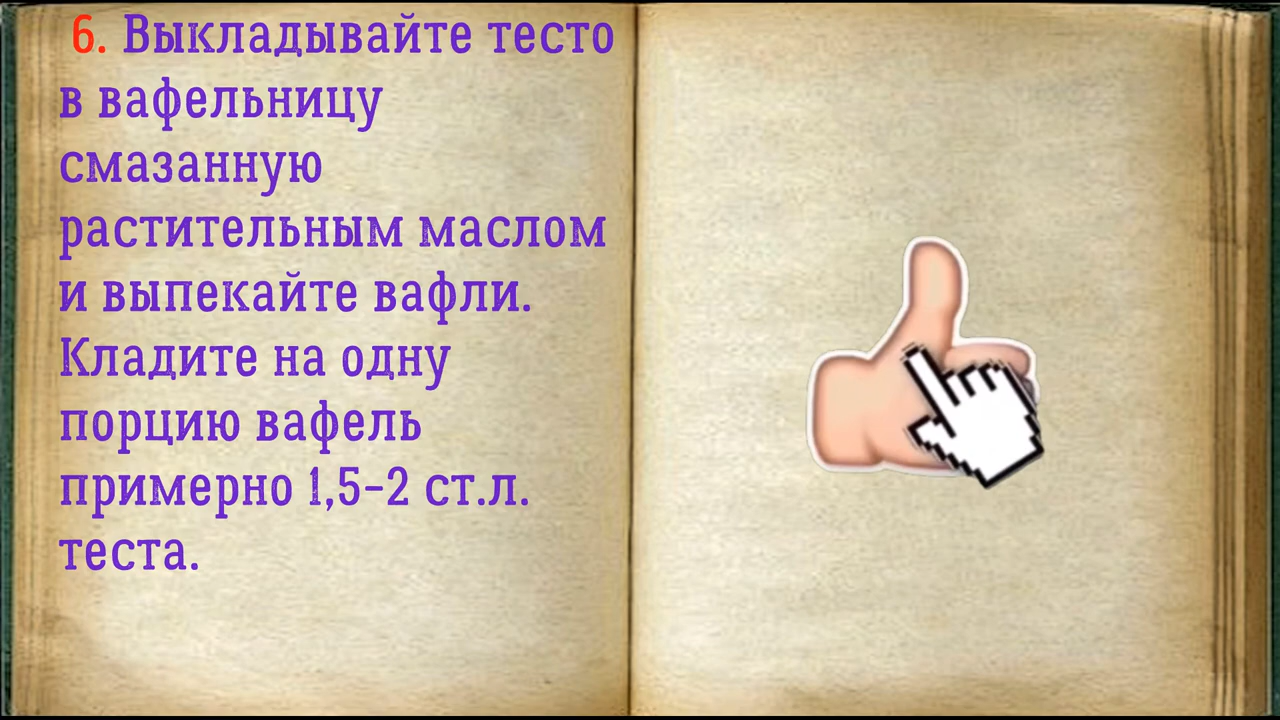 6. Выкладывайте тесто
в вафельницу
смазанную
растительным маслом
и выпекайте вафли.
Кладите на одну
порцию вафель
примерно 1,5-2 ст.л.
теста.